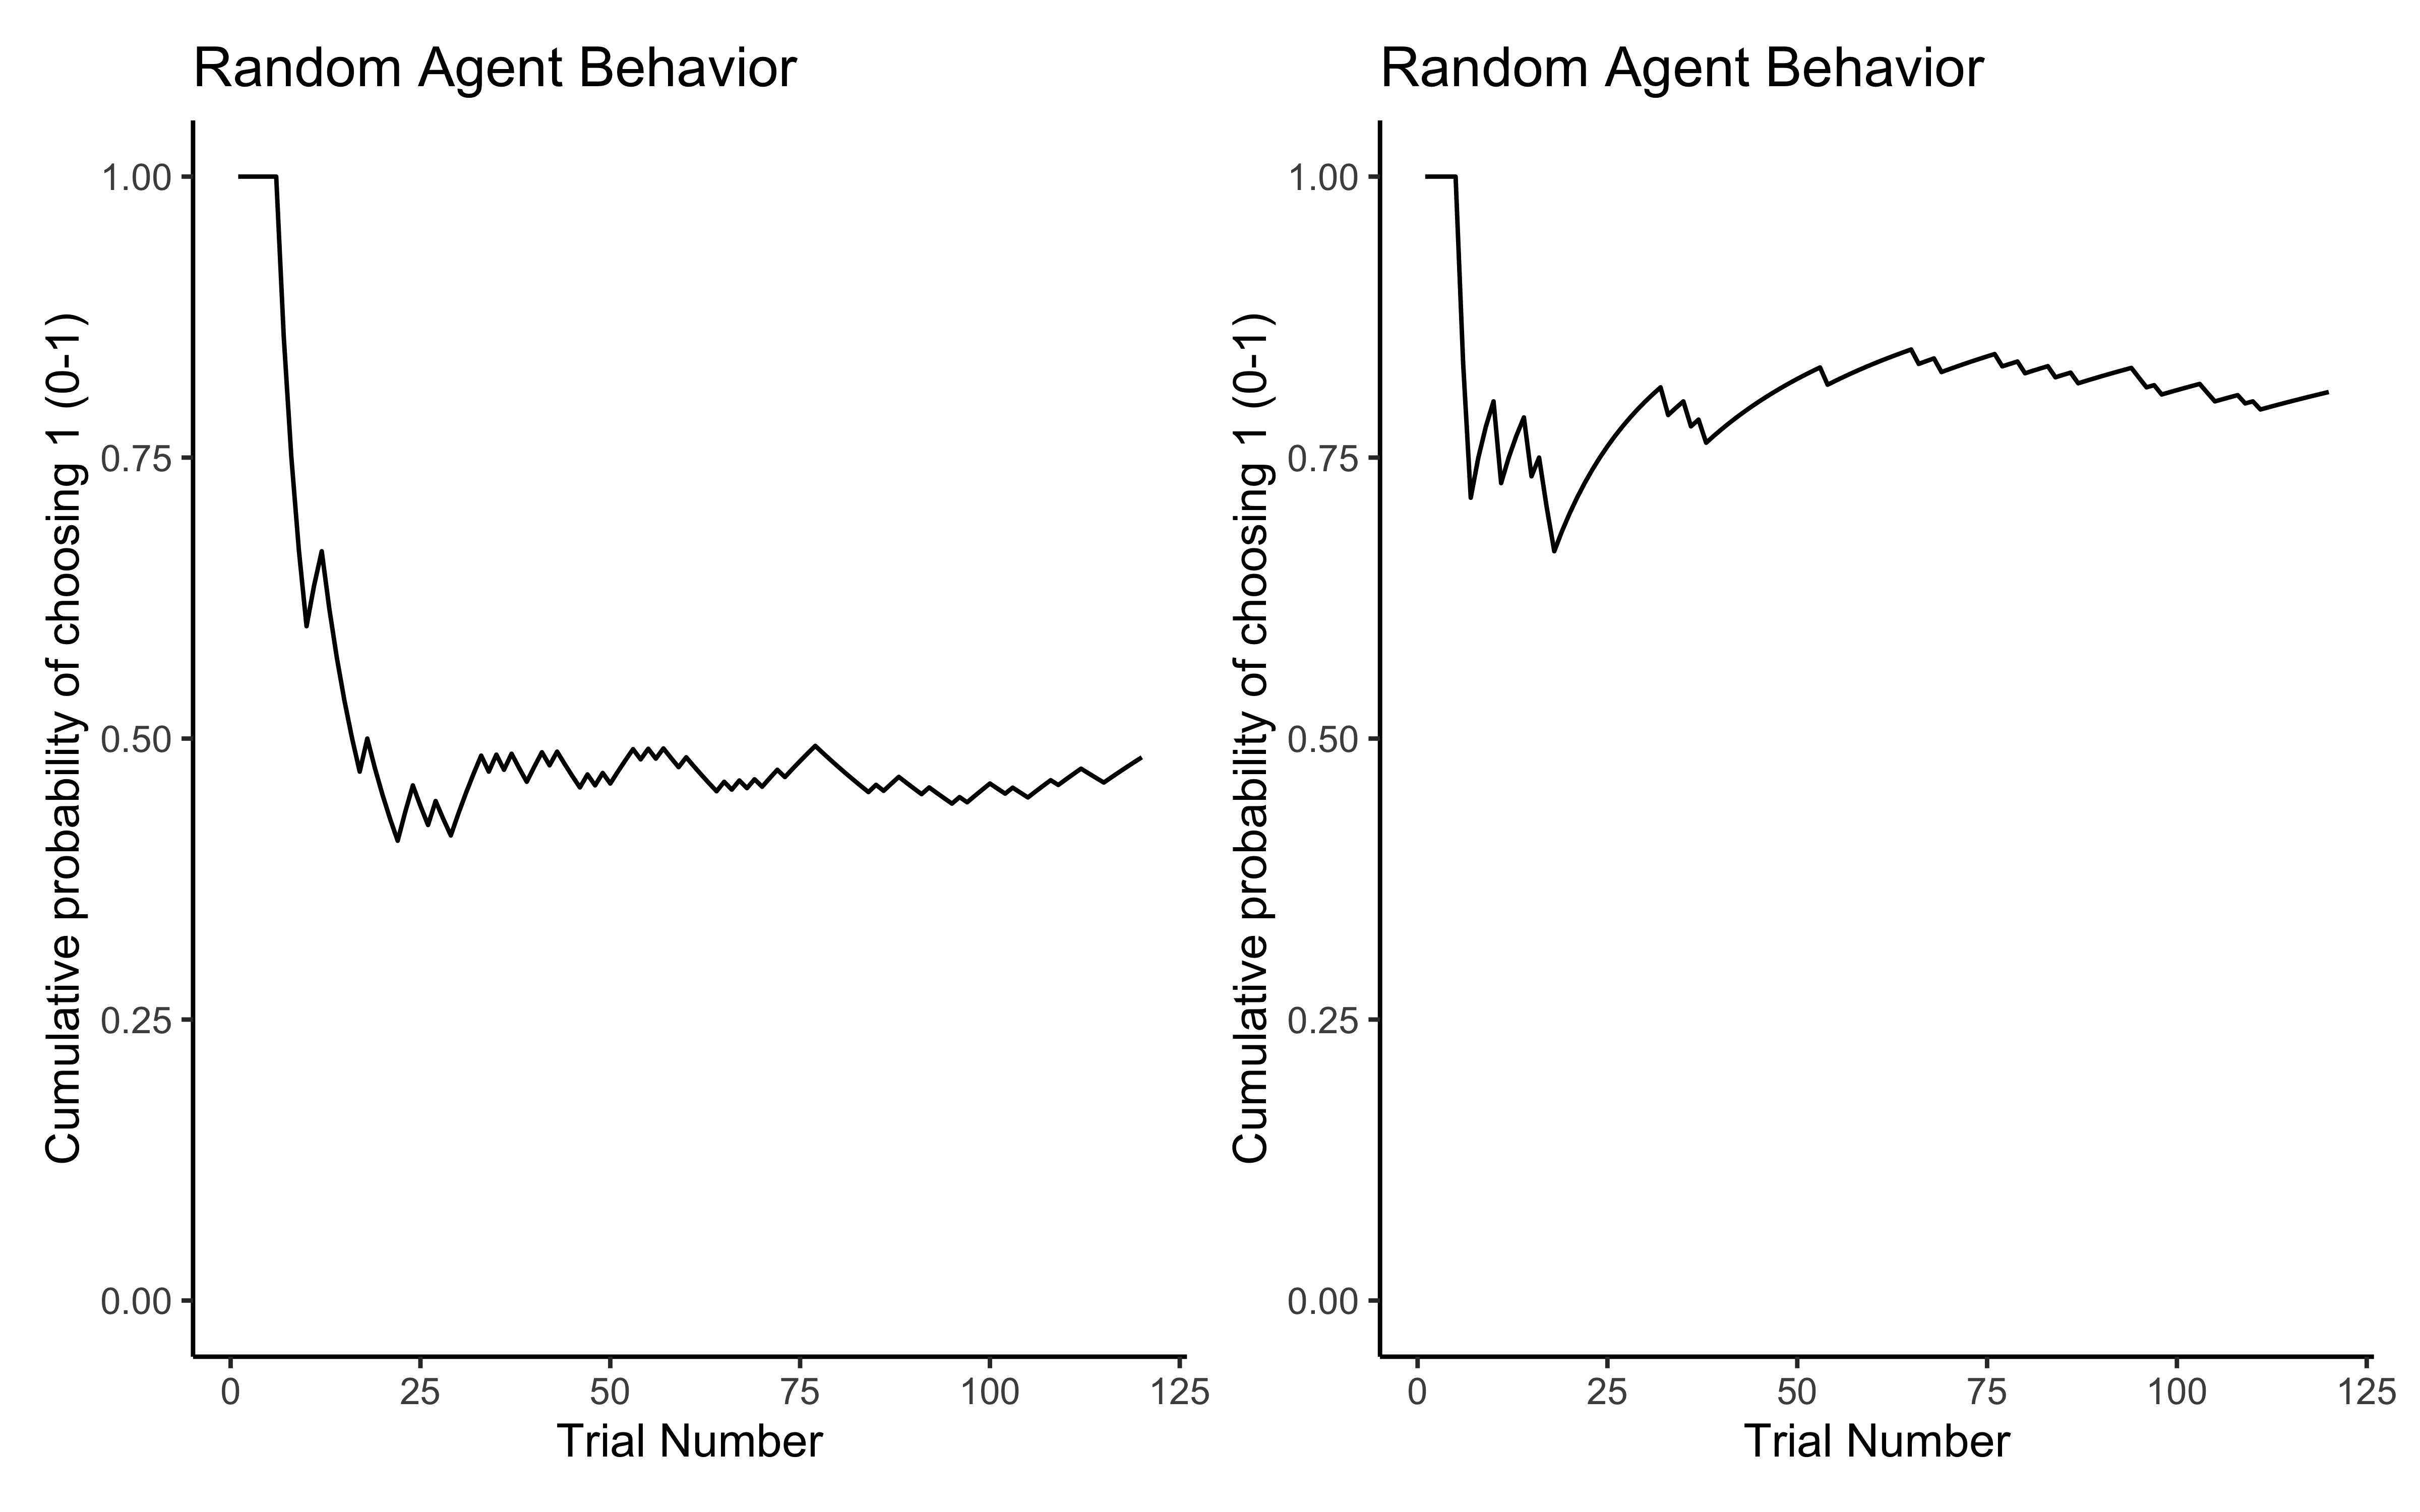 Random Agent Behavior
Cumulative probability of choosing 1 (0-1)
1.00
0.75
0.50
0.25
0.00
0 25 50 75 100 125
Trial Number
Random Agent Behavior
Cumulative probability of choosing 1 (0-1)
1.00
0.75
0.50
0.25
0.00
0 25 50 75 100 125
Trial Number